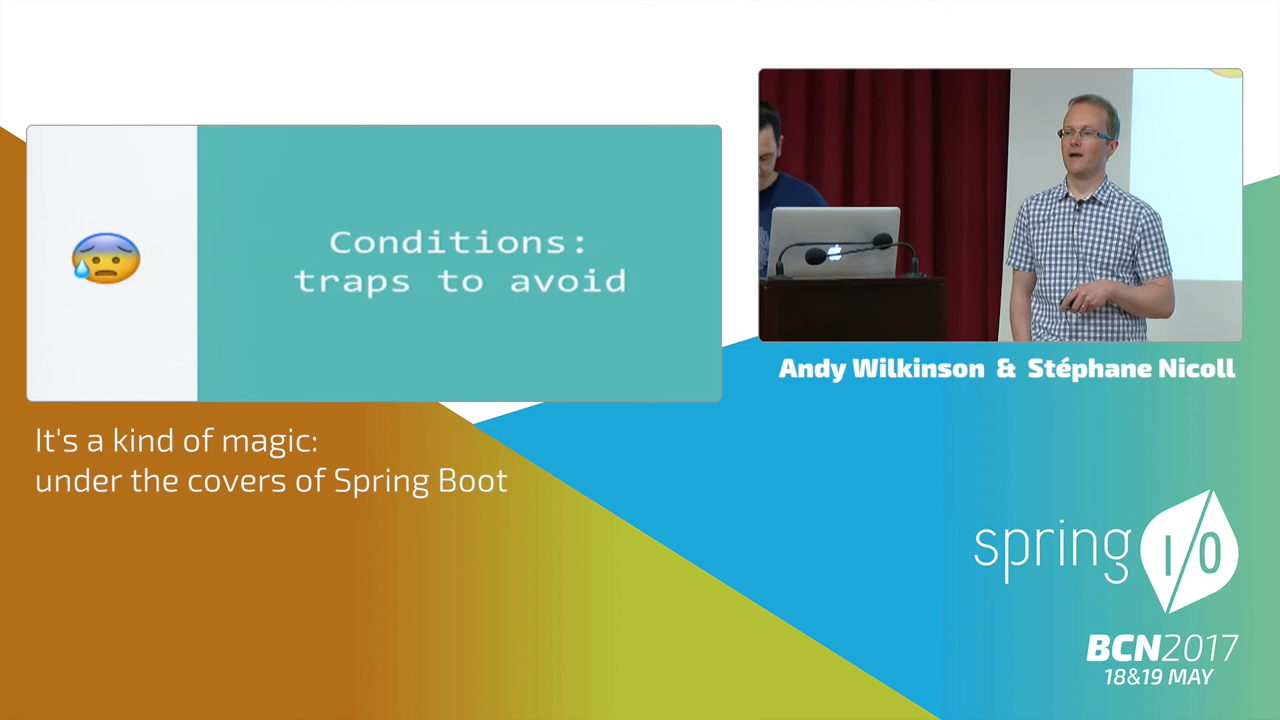 Conditions:
traps to avoid
Andy Wilkinson & Stéphane Nicoll
It's a kind of magic:
under the covers of Spring Boot
spring I/O
BCN2017
18&19 MAY